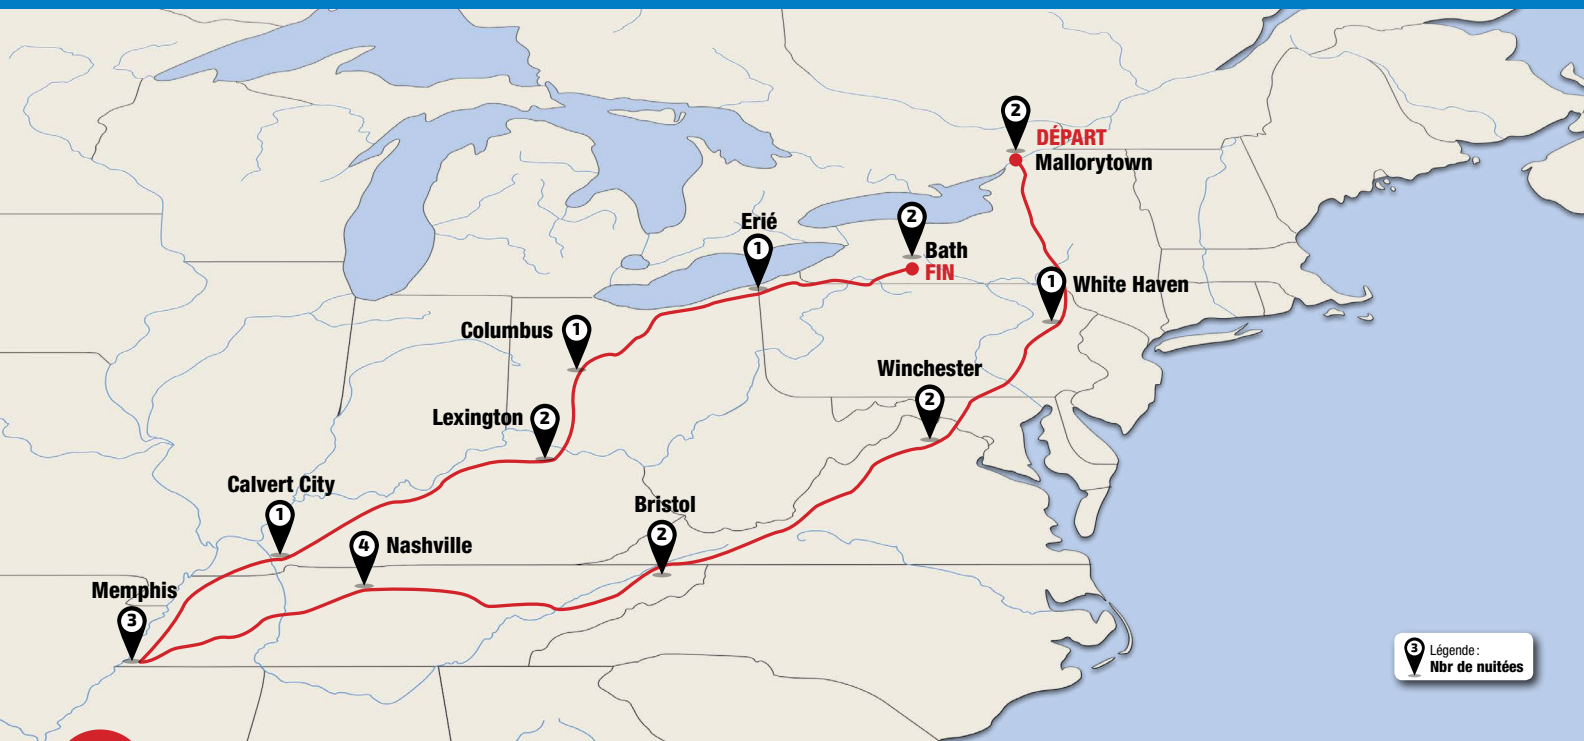 2
DÉPART
Mallorytown
Erié
1
2
Bath
FIN
1
White Haven
Columbus
1
Winchester
2
Lexington
2
Calvert City
1
Bristol
2
4
Nashville
Memphis
3
3
Légende :
Nbr de nuitées